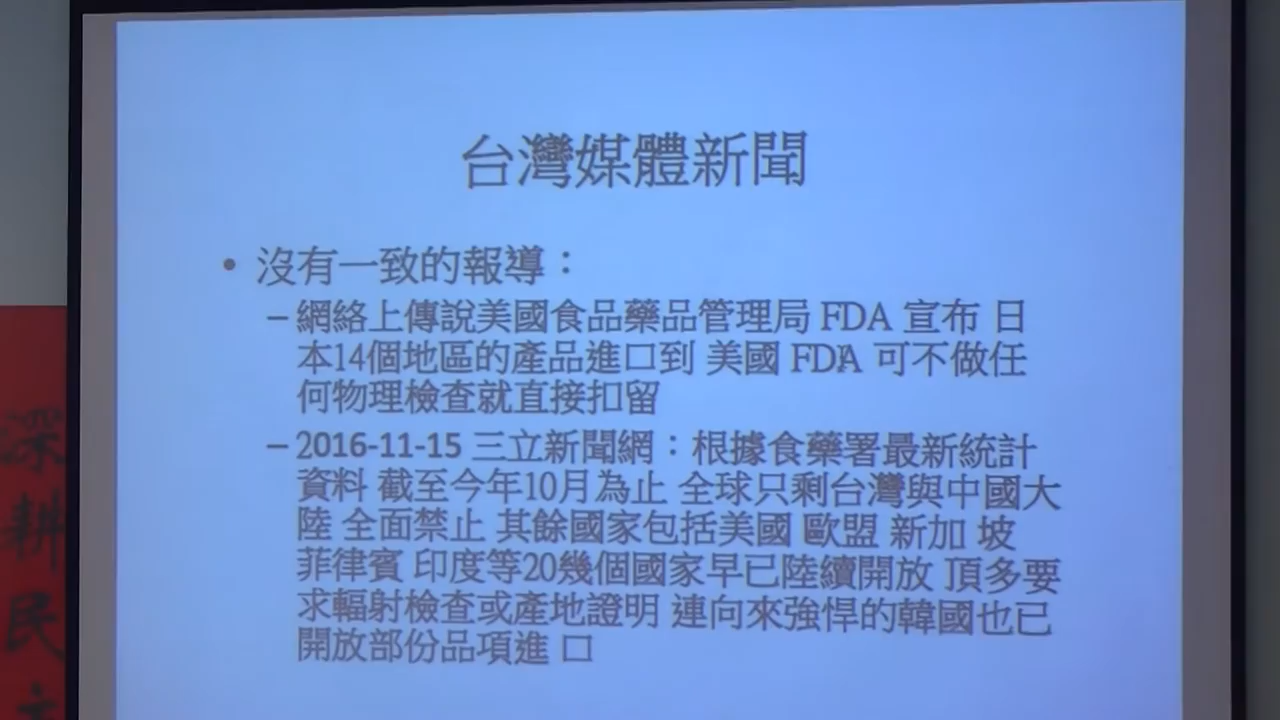 台灣媒體新聞
• 沒有一致的報導：
– 網絡上傳說美國食品藥品管理局 FDA 宣布 日
本14個地區的產品進口到 美國 FDA 可不做任
何物理檢查就直接扣留
– 2016-11-15 三立新聞網：根據食藥署最新統計
資料 截至今年10月為止 全球只剩台灣與中國大
陸 全面禁止 其餘國家包括美國 歐盟 新加 坡
菲律賓 印度等20幾個國家早已陸續開放 頂多要
求輻射檢查或產地證明 連向來強悍的韓國也已
開放部份品項進 口
深耕民主